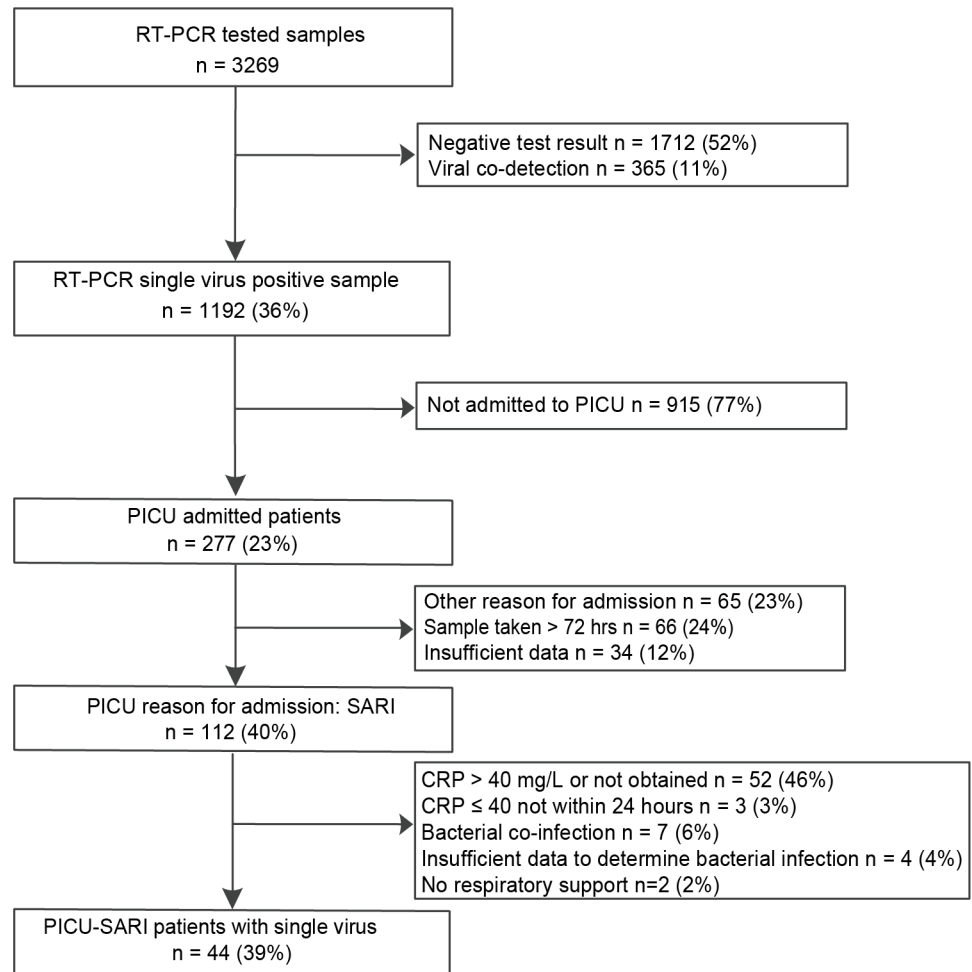 RT-PCR tested samples
n = 3269
Negative test result n = 1712 (52%)
Viral co-detection n = 365 (11%)
RT-PCR single virus positive sample
n = 1192 (36%)
Not admitted to PICU n = 915 (77%)
PICU admitted patients
n = 277 (23%)
Other reason for admission n = 65 (23%)
Sample taken > 72 hrs n = 66 (24%)
Insufficient data n = 34 (12%)
PICU reason for admission: SARI
n = 112 (40%)
CRP > 40 mg/L or not obtained n = 52 (46%)
CRP ≤ 40 not within 24 hours n = 3 (3%)
Bacterial co-infection n = 7 (6%)
Insufficient data to determine bacterial infection n = 4 (4%)
No respiratory support n=2 (2%)
PICU-SARI patients with single virus
n = 44 (39%)